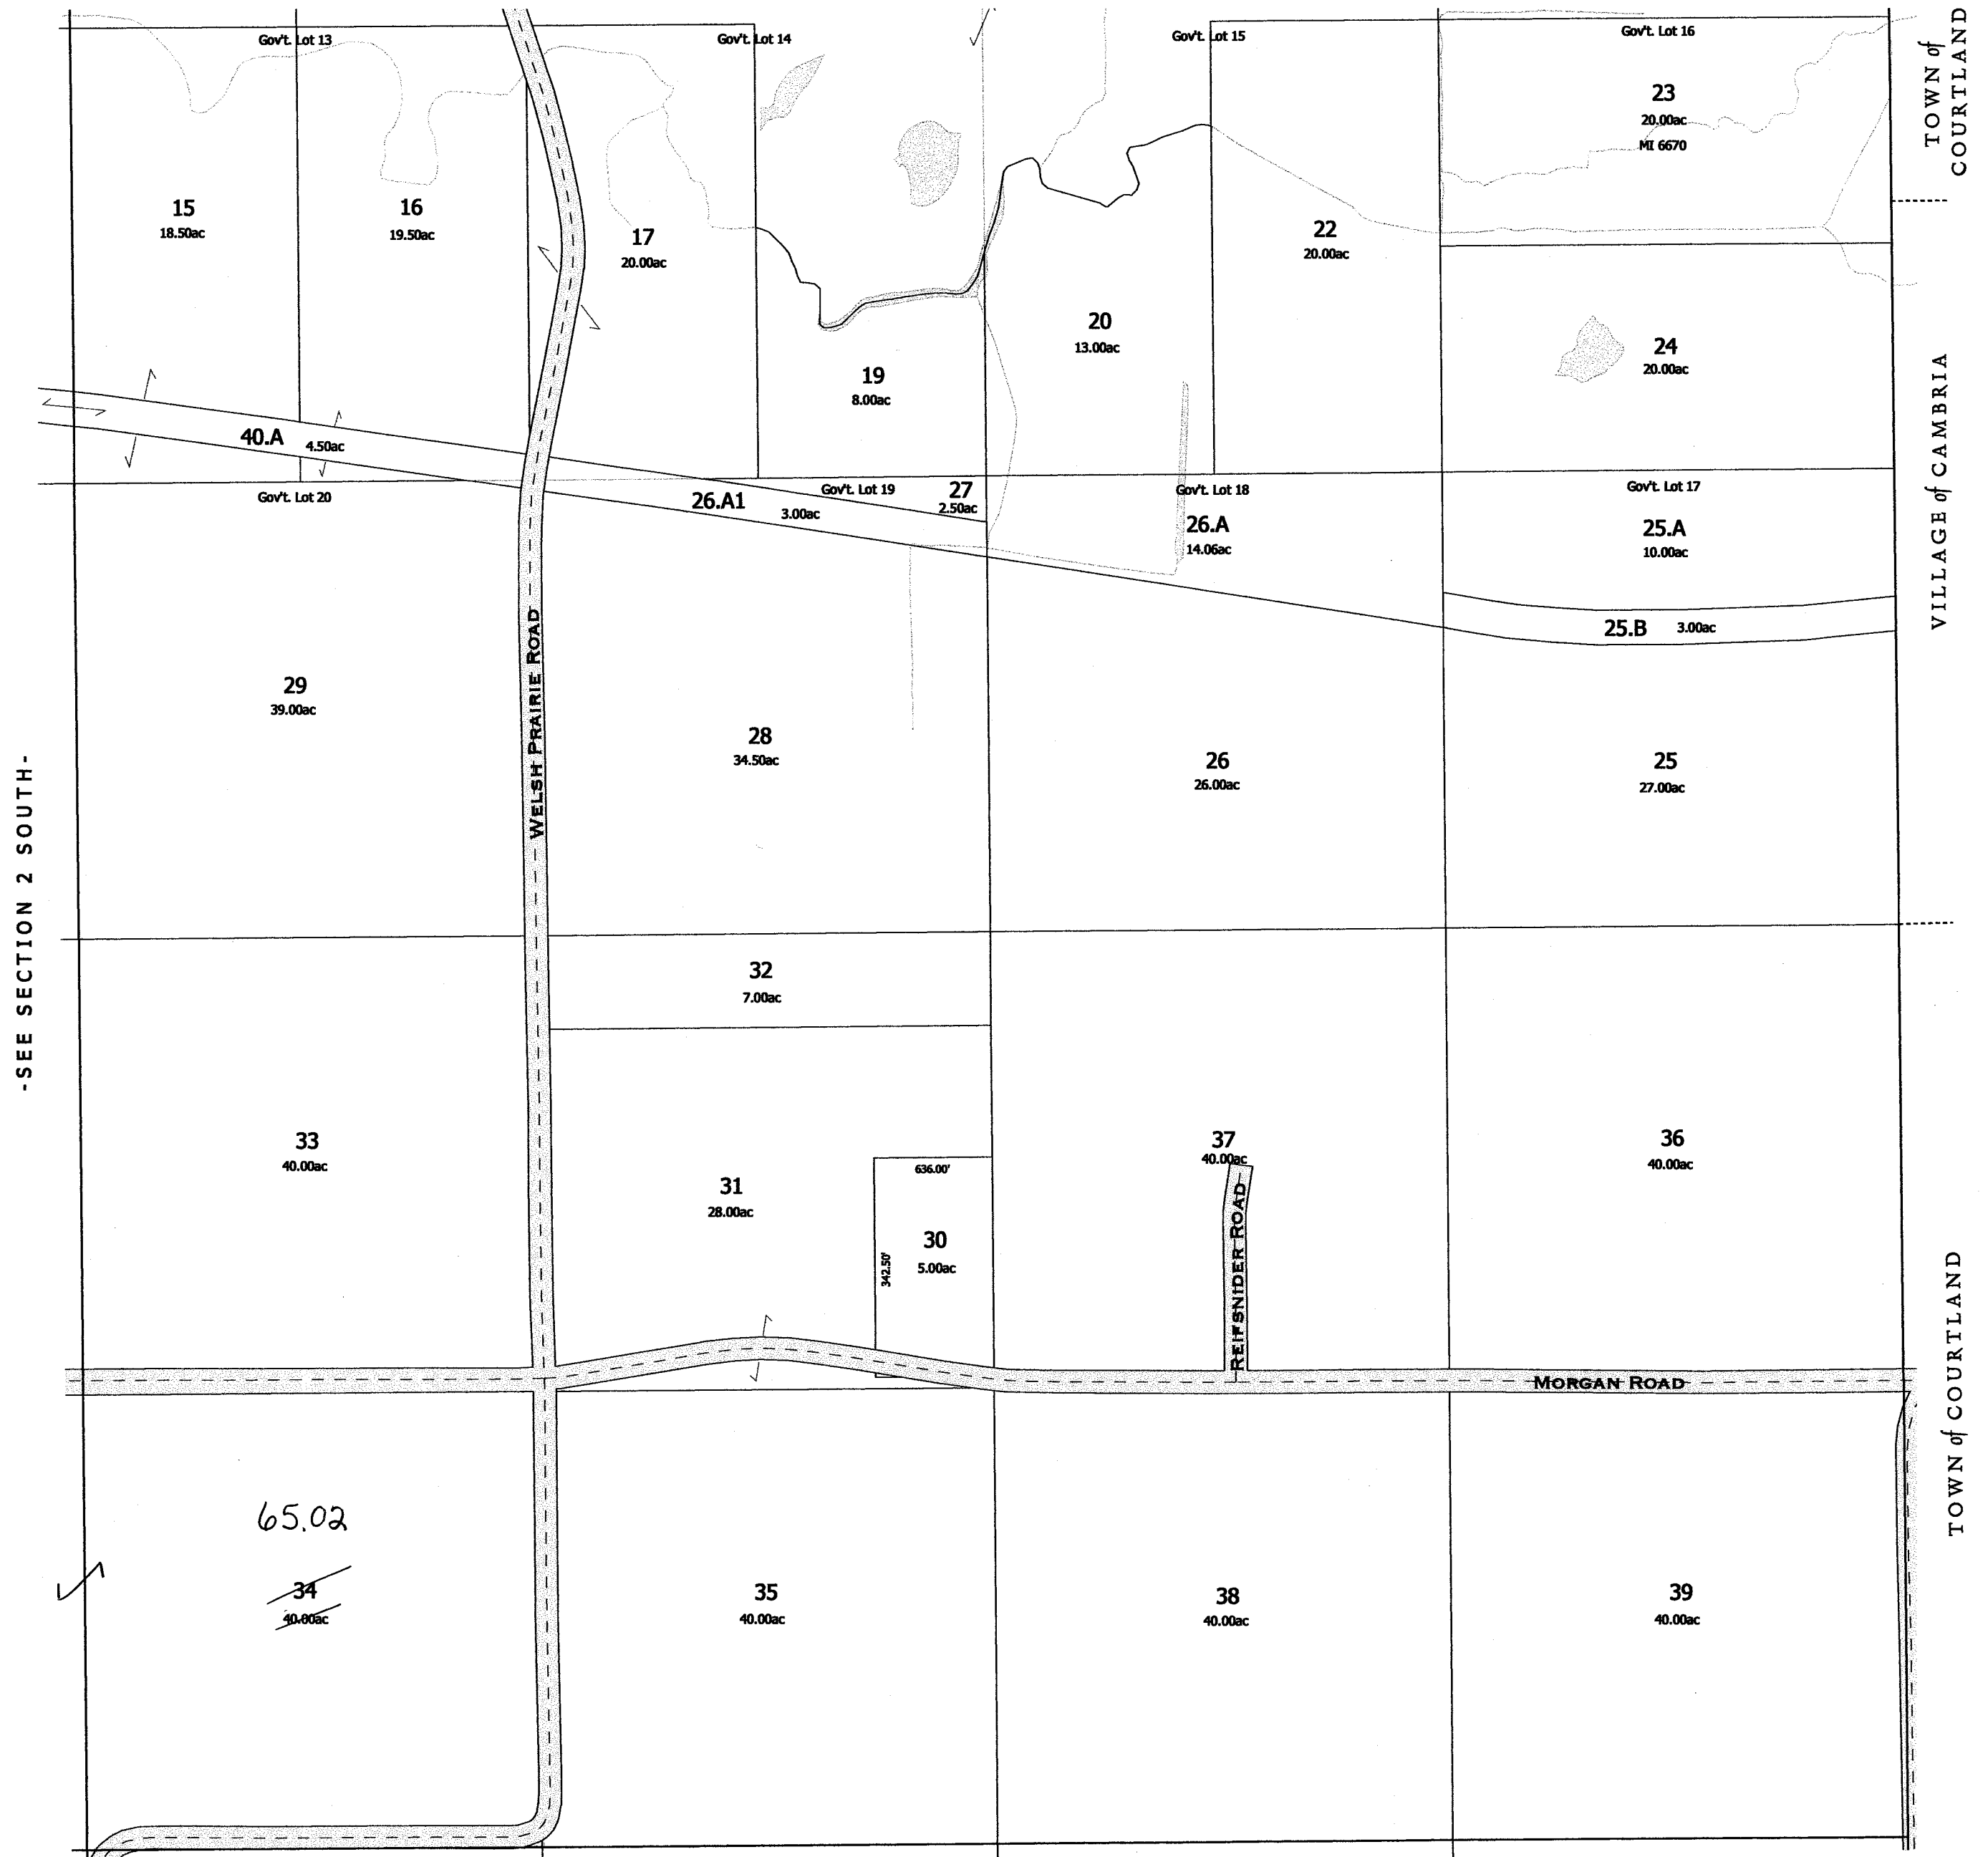 Gov't. Lot 13
Gov't. Lot 14
Gov't. Lot 15
Gov't. Lot 16
TOWN of
COURTLAND
23
20.00ac
MI 6670
15
18.50ac
16
19.50ac
17
20.00ac
22
20.00ac
20
13.00ac
24
20.00ac
19
8.00ac
VILLAGE of CAMBRIA
40.A 4.50ac
Gov't. Lot 20
26.A1 3.00ac
Gov't. Lot 19
27
2.50ac
Gov't. Lot 18
26.A
14.06ac
Gov't. Lot 17
25.A
10.00ac
25.B 3.00ac
29
39.00ac
WELSH PRAIRIE ROAD
28
34.50ac
26
26.00ac
25
27.00ac
-SEE SECTION 2 SOUTH-
32
7.00ac
33
40.00ac
31
28.00ac
636.00'
342.50'
30
5.00ac
37
40.00ac
REIFSNIDER ROAD
36
40.00ac
MORGAN ROAD
TOWN of COURTLAND
65.02
34
40.00ac
35
40.00ac
38
40.00ac
39
40.00ac